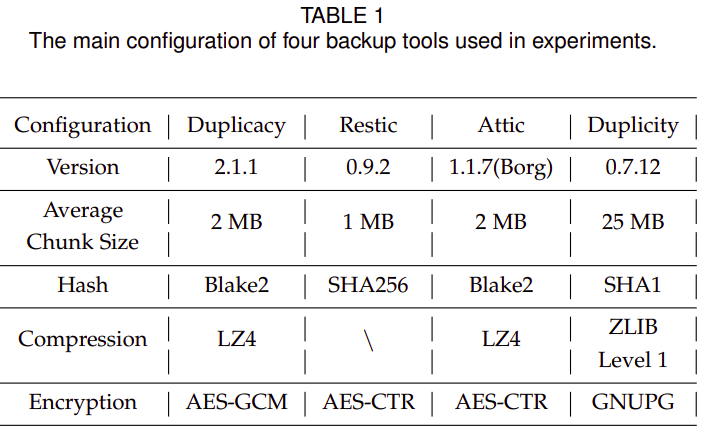 TABLE 1
The main configuration of four backup tools used in experiments.
Configuration | Duplicacy | Restic | Attic | Duplicity |
Version | 2.1.1 | 0.9.2 | 1.1.7(Borg) | 0.7.12 |
Average Chunk Size | 2 MB | 1 MB | 2 MB | 25 MB |
Hash | Blake2 | SHA256 | Blake2 | SHA1 |
Compression | LZ4 | \ | LZ4 | ZLIB Level 1 |
Encryption | AES-GCM | AES-CTR | AES-CTR | GNUPG |